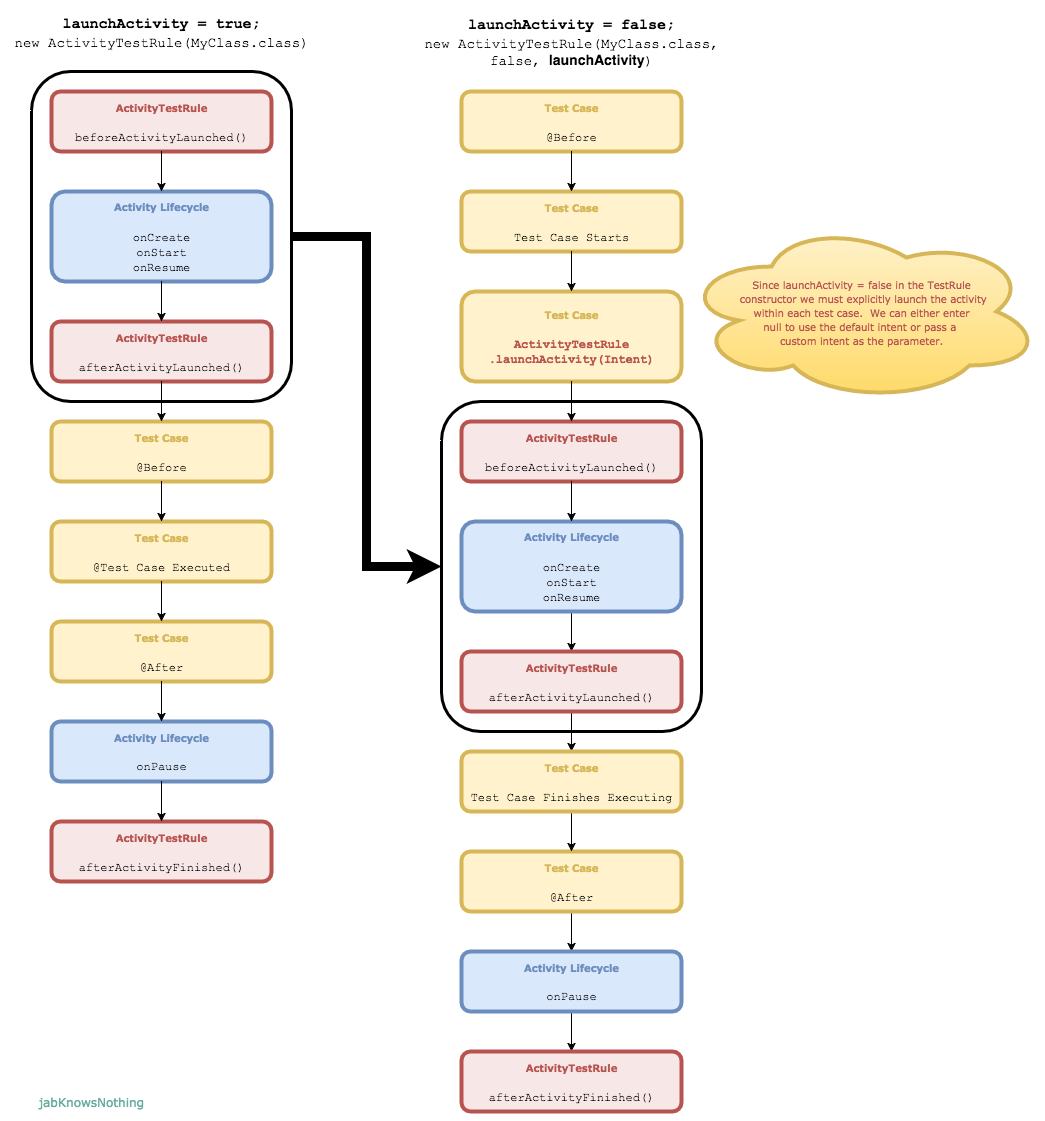 launchActivity = true;
new ActivityTestRule(MyClass.class)
ActivityTestRule
beforeActivityLaunched()
Activity Lifecycle
onCreate
onStart
onResume
ActivityTestRule
afterActivityLaunched()
Test Case
@Before
Test Case
@Test Case Executed
Test Case
@After
Activity Lifecycle
onPause
ActivityTestRule
afterActivityFinished()
launchActivity = false;
new ActivityTestRule(MyClass.class,
false, launchActivity)
Test Case
@Before
Test Case
Test Case Starts
Test Case
ActivityTestRule
.launchActivity(Intent)
ActivityTestRule
beforeActivityLaunched()
Activity Lifecycle
onCreate
onStart
onResume
ActivityTestRule
afterActivityLaunched()
Test Case
Test Case Finishes Executing
Test Case
@After
Activity Lifecycle
onPause
ActivityTestRule
afterActivityFinished()
Since launchActivity = false in the TestRule
constructor we must explicitly launch the activity
within each test case. We can either enter
null to use the default intent or pass a
custom intent as the parameter.
jabKnowsNothing